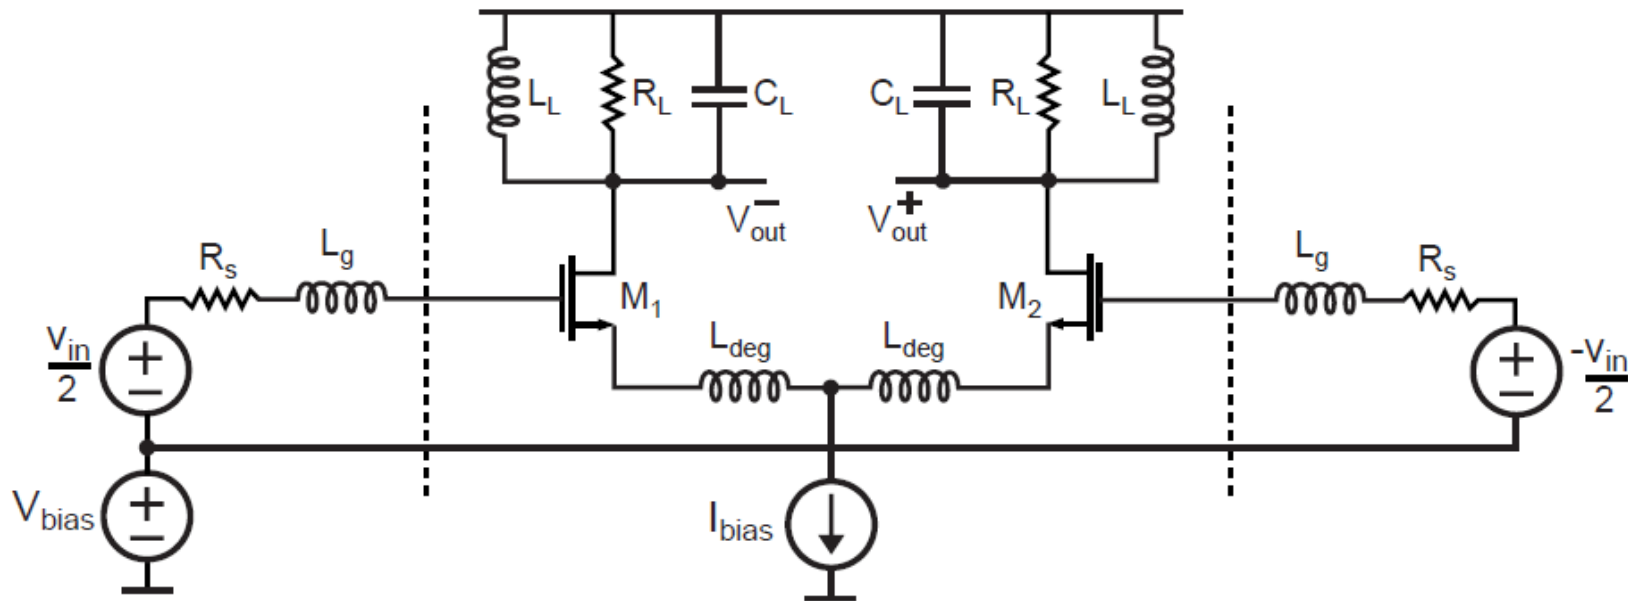 L_L R_L C_L C_L R_L L_L
V_out^- V_out^+
R_s L_g M_1 M_2 L_g R_s
L_deg L_deg
v_in/2 + − + − -v_in/2
V_bias + − I_bias